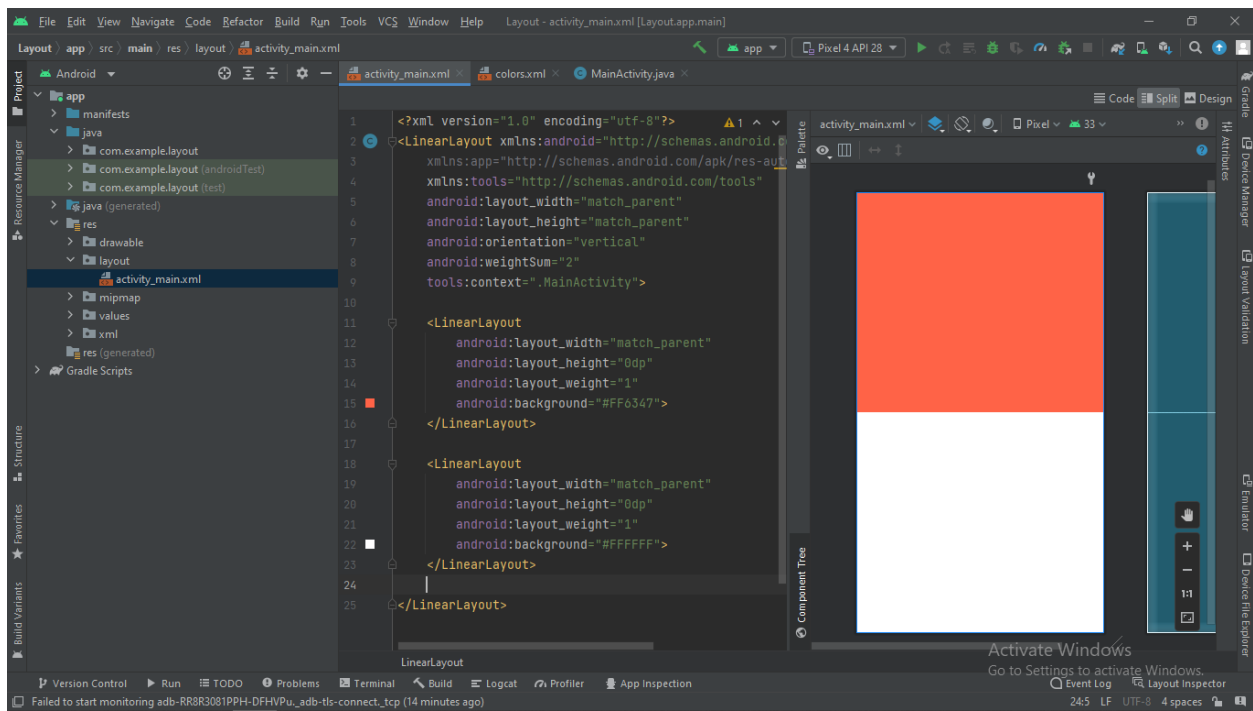 File Edit View Navigate Code Refactor Build Run Tools VCS Window Help Layout - activity_main.xml [Layout.app.main]
Layout app src main res layout activity_main.xml app Pixel 4 API 28
Project
Android
activity_main.xml colors.xml MainActivity.java
Code Split Design
app
manifests
java
com.example.layout
com.example.layout (androidTest)
com.example.layout (test)
java (generated)
res
drawable
layout
activity_main.xml
mipmap
values
xml
res (generated)
Gradle Scripts
Resource Manager
Structure
Favorites
Build Variants
1 <?xml version="1.0" encoding="utf-8"?>
2 <LinearLayout xmlns:android="http://schemas.android.c
3 xmlns:app="http://schemas.android.com/apk/res-aut
4 xmlns:tools="http://schemas.android.com/tools"
5 android:layout_width="match_parent"
6 android:layout_height="match_parent"
7 android:orientation="vertical"
8 android:weightSum="2"
9 tools:context=".MainActivity">
10
11 <LinearLayout
12 android:layout_width="match_parent"
13 android:layout_height="0dp"
14 android:layout_weight="1"
15 android:background="#FF6347">
16 </LinearLayout>
17
18 <LinearLayout
19 android:layout_width="match_parent"
20 android:layout_height="0dp"
21 android:layout_weight="1"
22 android:background="#FFFFFF">
23 </LinearLayout>
24
25 </LinearLayout>
1
LinearLayout
Palette
Component Tree
activity_main.xml Pixel 33
1:1
Attributes
Gradle
Device Manager
Layout Validation
Emulator
Device File Explorer
Activate Windows
Go to Settings to activate Windows.
Version Control Run TODO Problems Terminal Build Logcat Profiler App Inspection Event Log Layout Inspector
Failed to start monitoring adb-RR8R3081PPH-DFHVPu._adb-tls-connect._tcp (14 minutes ago) 24:5 LF UTF-8 4 spaces